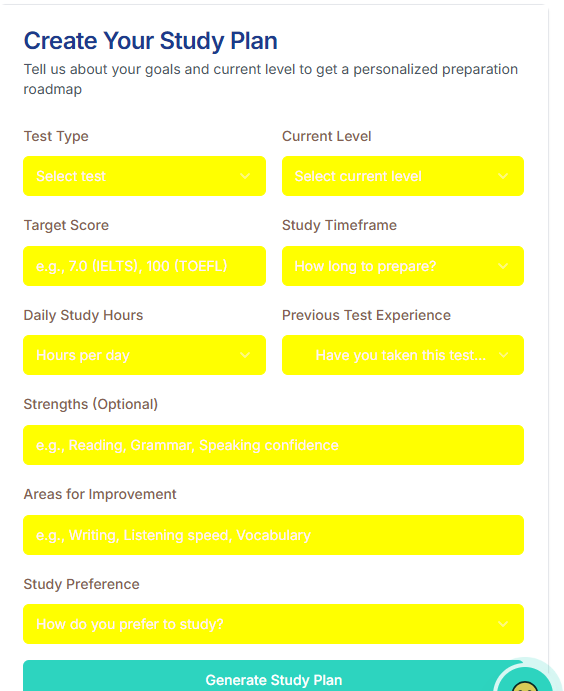 Create Your Study Plan
Tell us about your goals and current level to get a personalized preparation
roadmap
Test Type
Current Level
Select test
Select current level
Target Score
Study Timeframe
e.g., 7.0 (IELTS), 100 (TOEFL)
How long to prepare?
Daily Study Hours
Previous Test Experience
Hours per day
Have you taken this test...
Strengths (Optional)
e.g., Reading, Grammar, Speaking confidence
Areas for Improvement
e.g., Writing, Listening speed, Vocabulary
Study Preference
How do you prefer to study?
Generate Study Plan